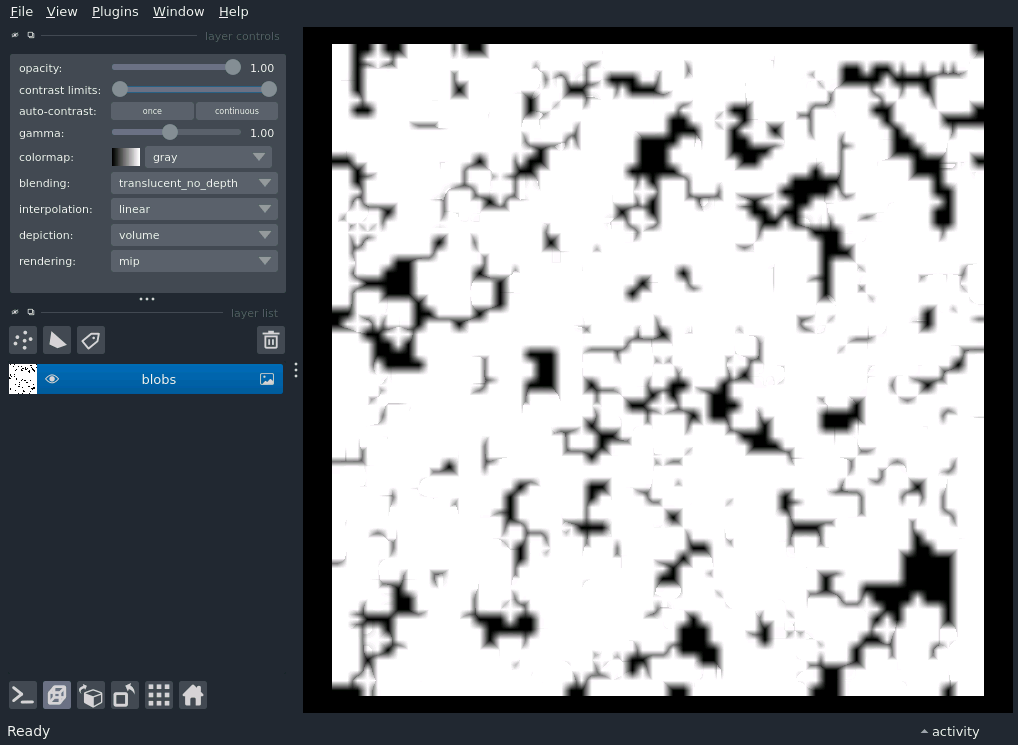 File View Plugins Window Help
layer controls
opacity: 1.00
contrast limits:
auto-contrast: once continuous
gamma: 1.00
colormap: gray
blending: translucent_no_depth
interpolation: linear
depiction: volume
rendering: mip
layer list
blobs
Ready activity